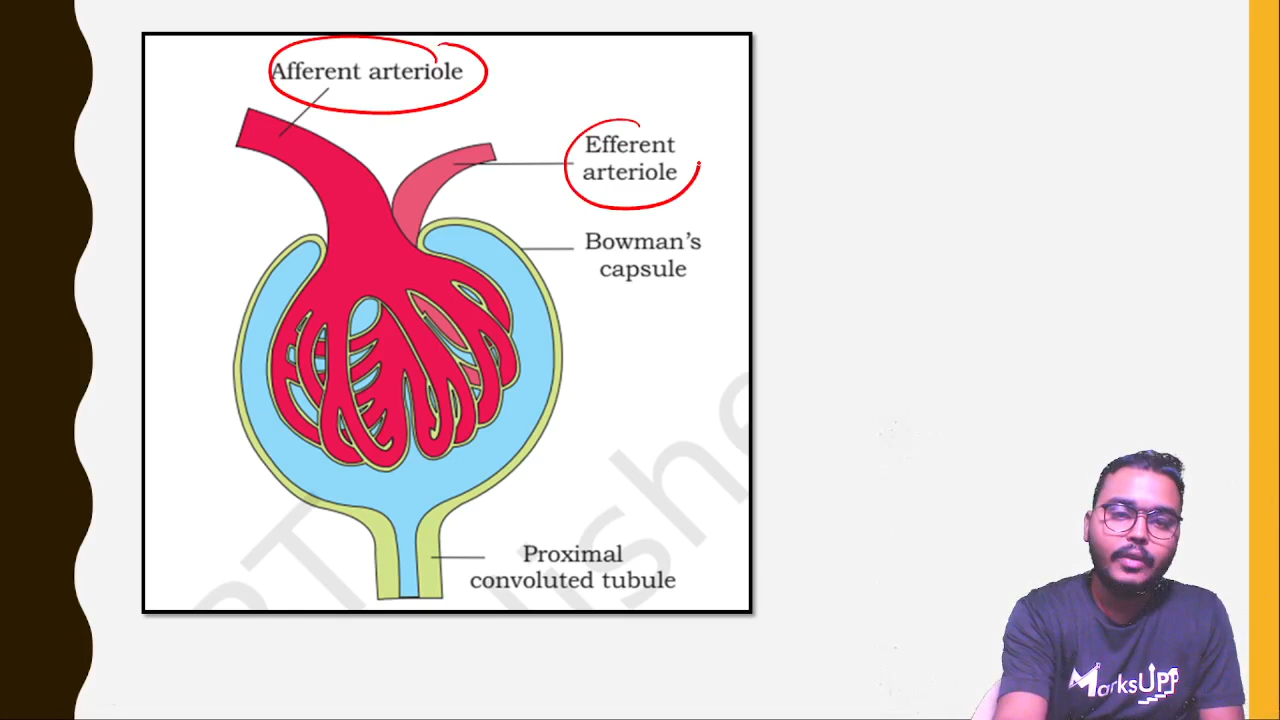 Afferent arteriole
Efferent
arteriole
Bowman's
capsule
Proximal
convoluted tubule
MarksUPP